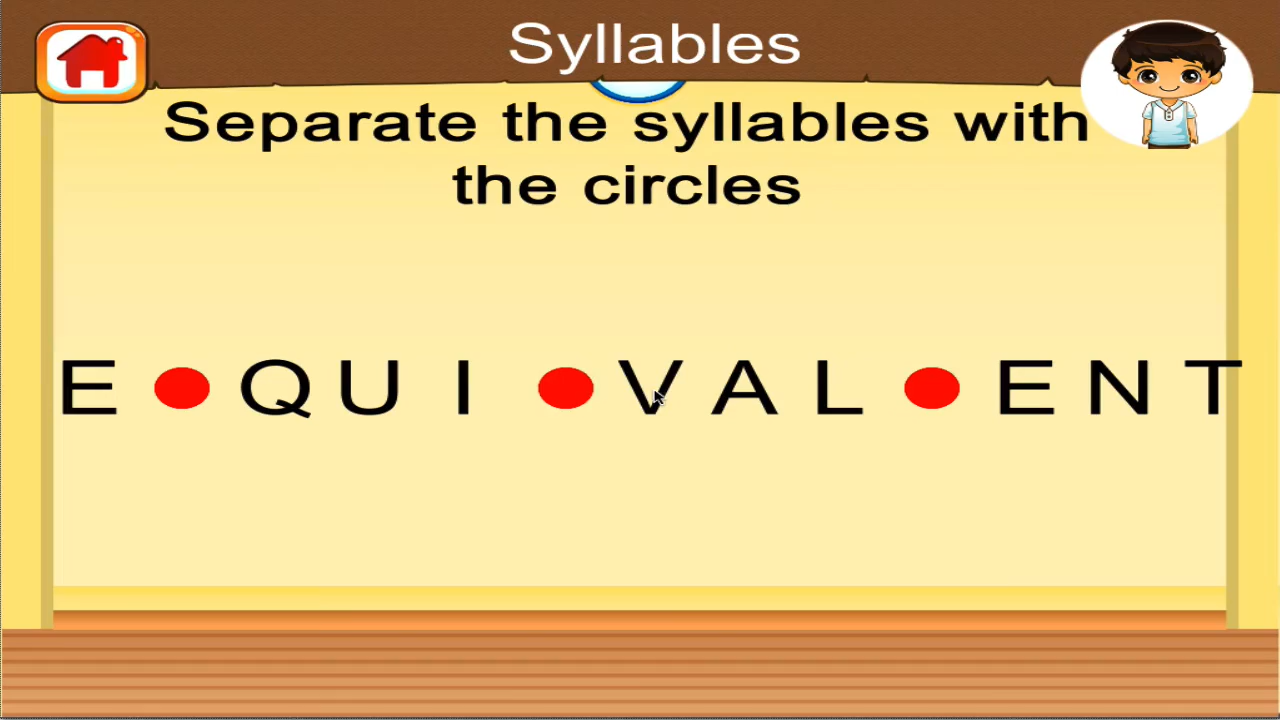 Syllables
Separate the syllables with
the circles
E QUI VAL ENT